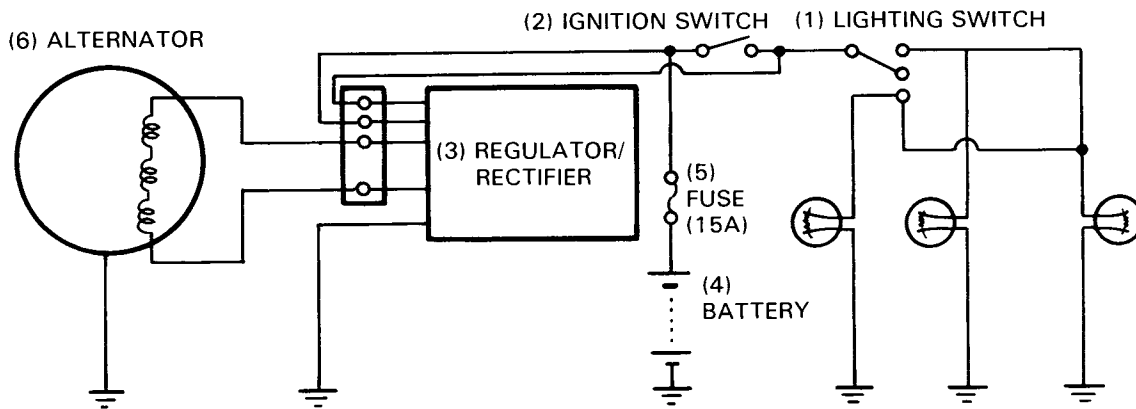 (6) ALTERNATOR
(2) IGNITION SWITCH
(1) LIGHTING SWITCH
(3) REGULATOR/
RECTIFIER
(5)
FUSE
(15A)
(4)
BATTERY